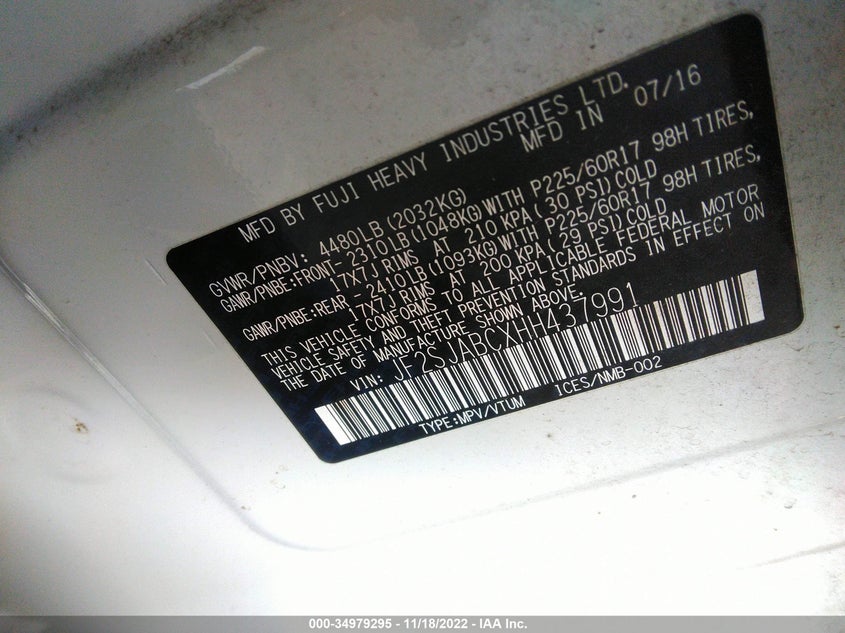 MFD BY FUJI HEAVY INDUSTRIES LTD.
MFD IN 07/16
GVWR/PNBV: 4480LB (2032KG)
GAWR/PNBE:FRONT- 2310LB (1048KG) WITH P225/60R17 98H TIRES,
17X7J RIMS AT 210 KPA ( 30 PSI) COLD
GAWR/PNBE:REAR - 2410LB (1093KG) WITH P225/60R17 98H TIRES,
17X7J RIMS AT 200 KPA ( 29 PSI) COLD
THIS VEHICLE CONFORMS TO ALL APPLICABLE FEDERAL MOTOR
VEHICLE SAFETY AND THEFT PREVENTION STANDARDS IN EFFECT ON
THE DATE OF MANUFACTURE SHOWN ABOVE.
VIN: JF2SJABCXHH437991
TYPE:MPV/VTUM ICES/NMB-002
000-34979295 - 11/18/2022 - IAA Inc.